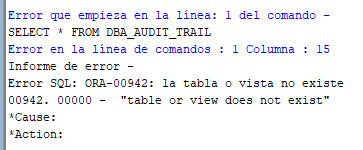 Error que empieza en la línea: 1 del comando -
SELECT * FROM DBA_AUDIT_TRAIL
Error en la línea de comandos : 1 Columna : 15
Informe de error -
Error SQL: ORA-00942: la tabla o vista no existe
00942. 00000 -  "table or view does not exist"
*Cause:
*Action: